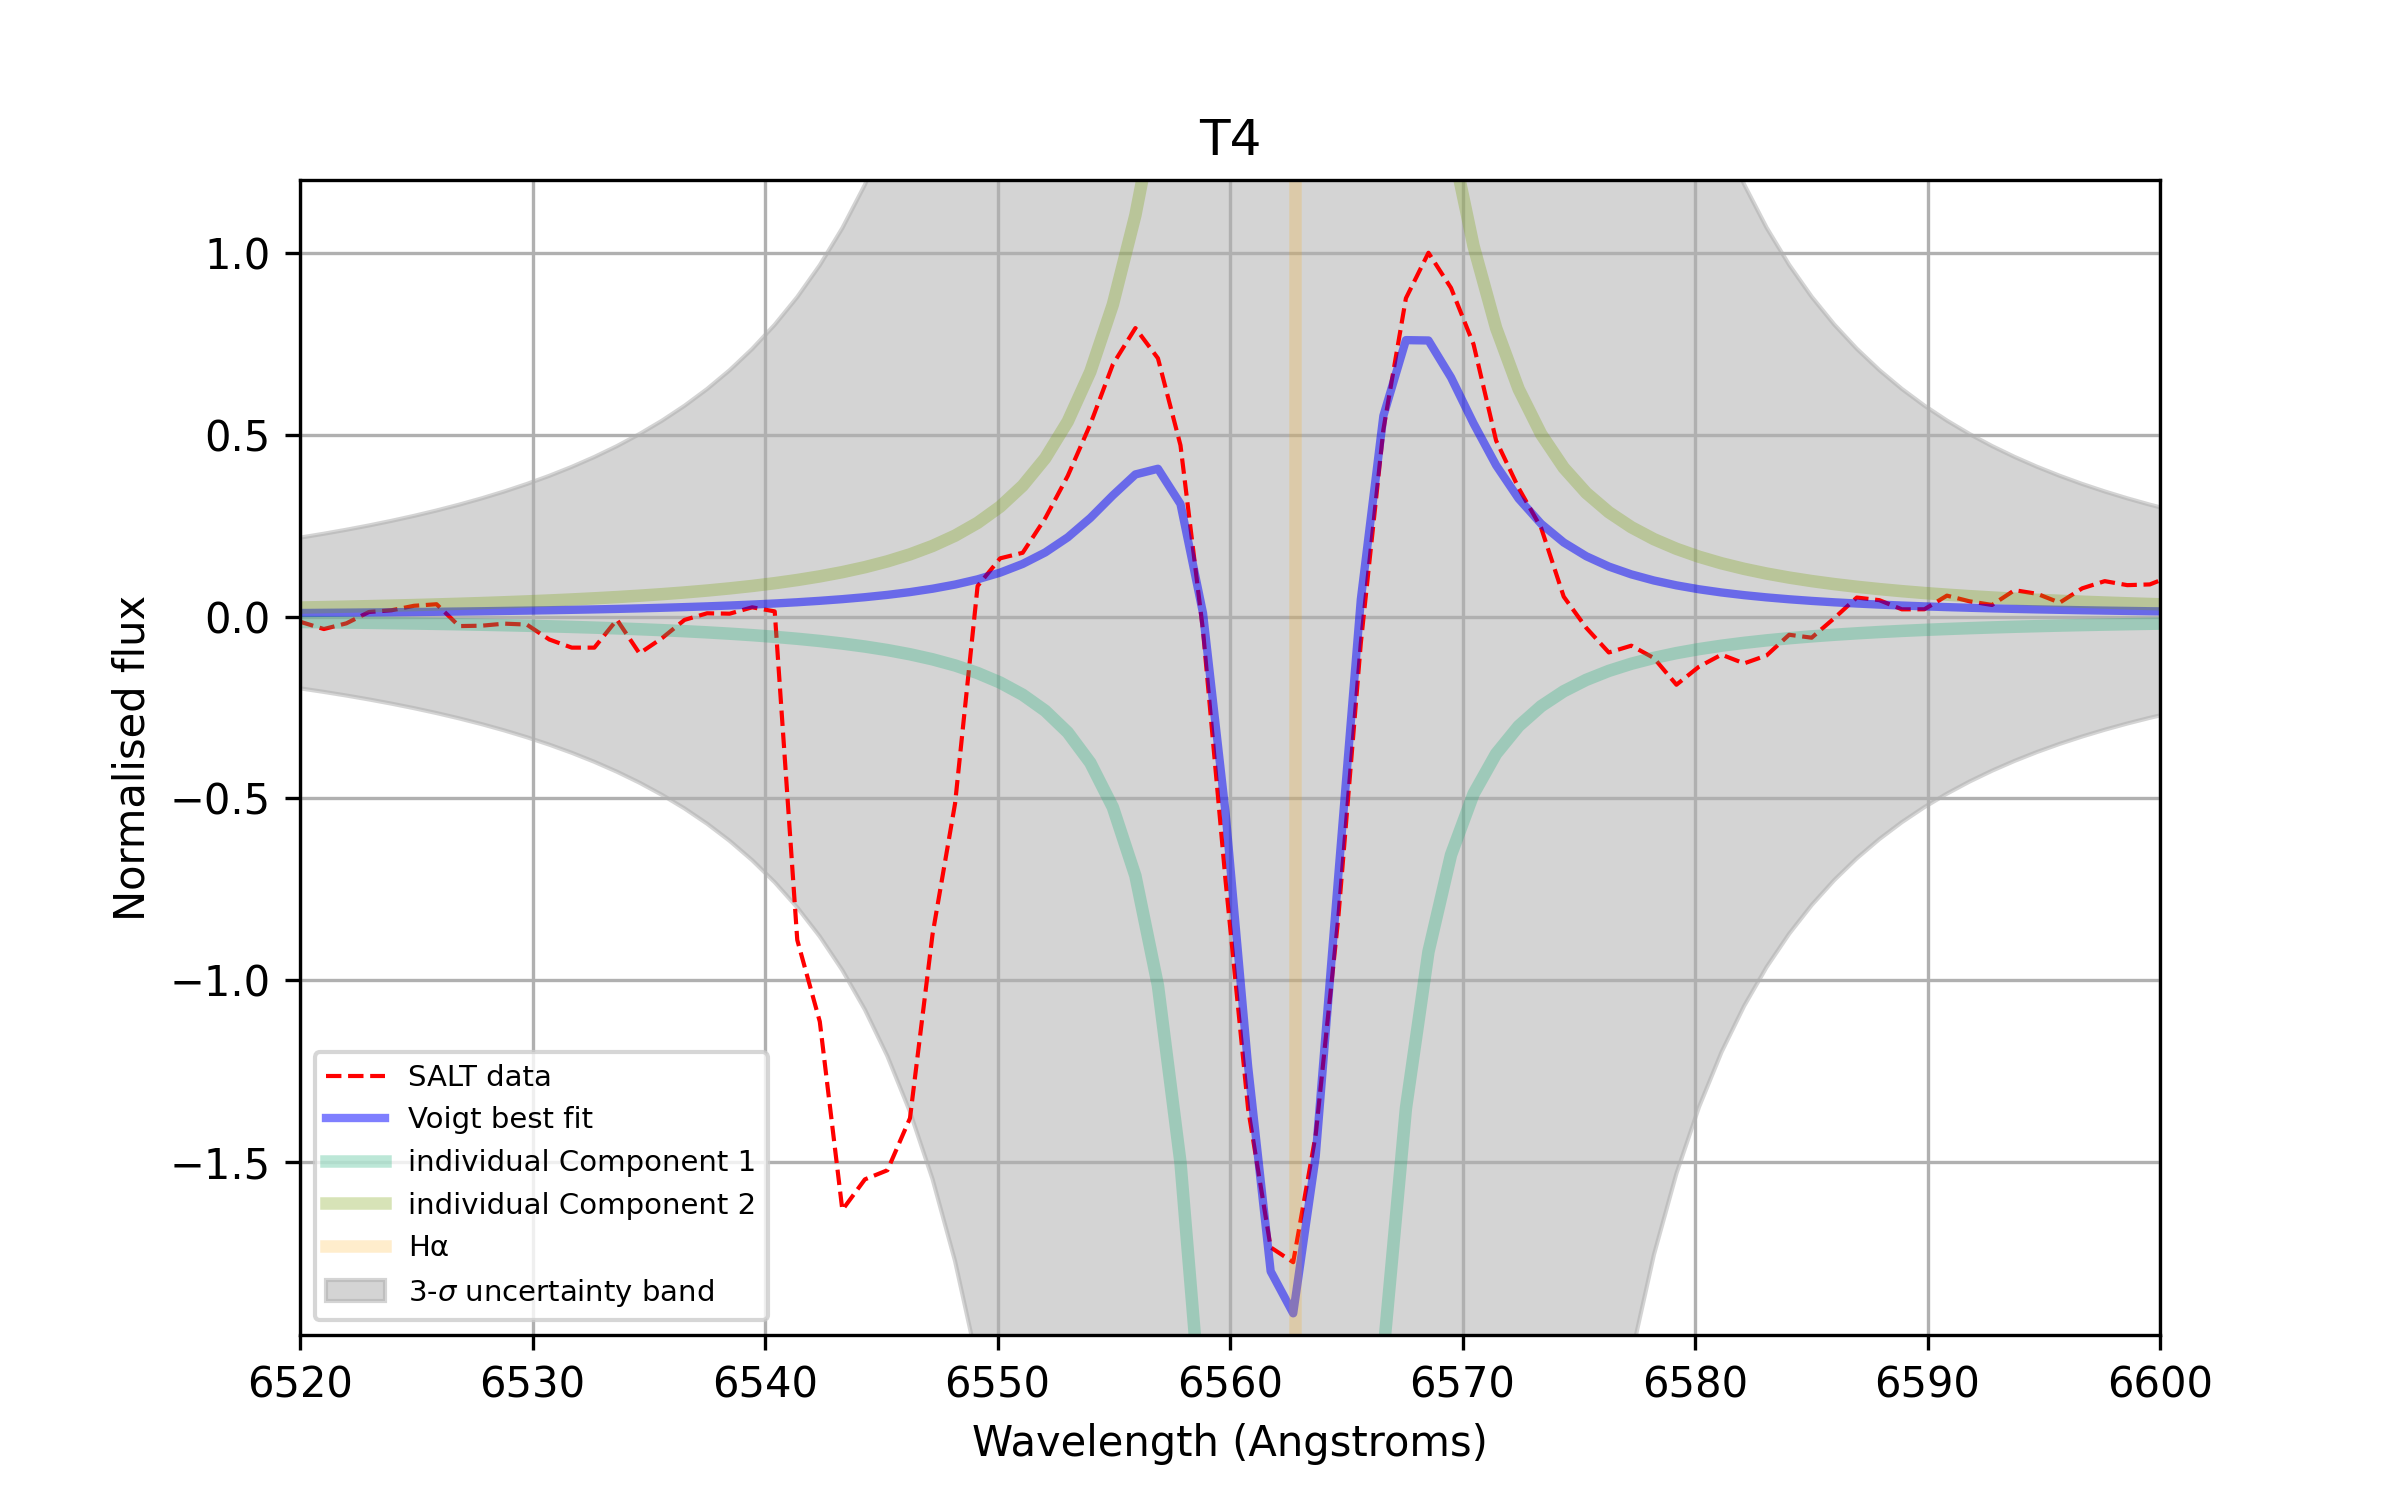 T4
1.0
0.5
0.0
−0.5
−1.0
−1.5
Normalised flux
SALT data
Voigt best fit
individual Component 1
individual Component 2
Hα
3-σ uncertainty band
6520 6530 6540 6550 6560 6570 6580 6590 6600
Wavelength (Angstroms)